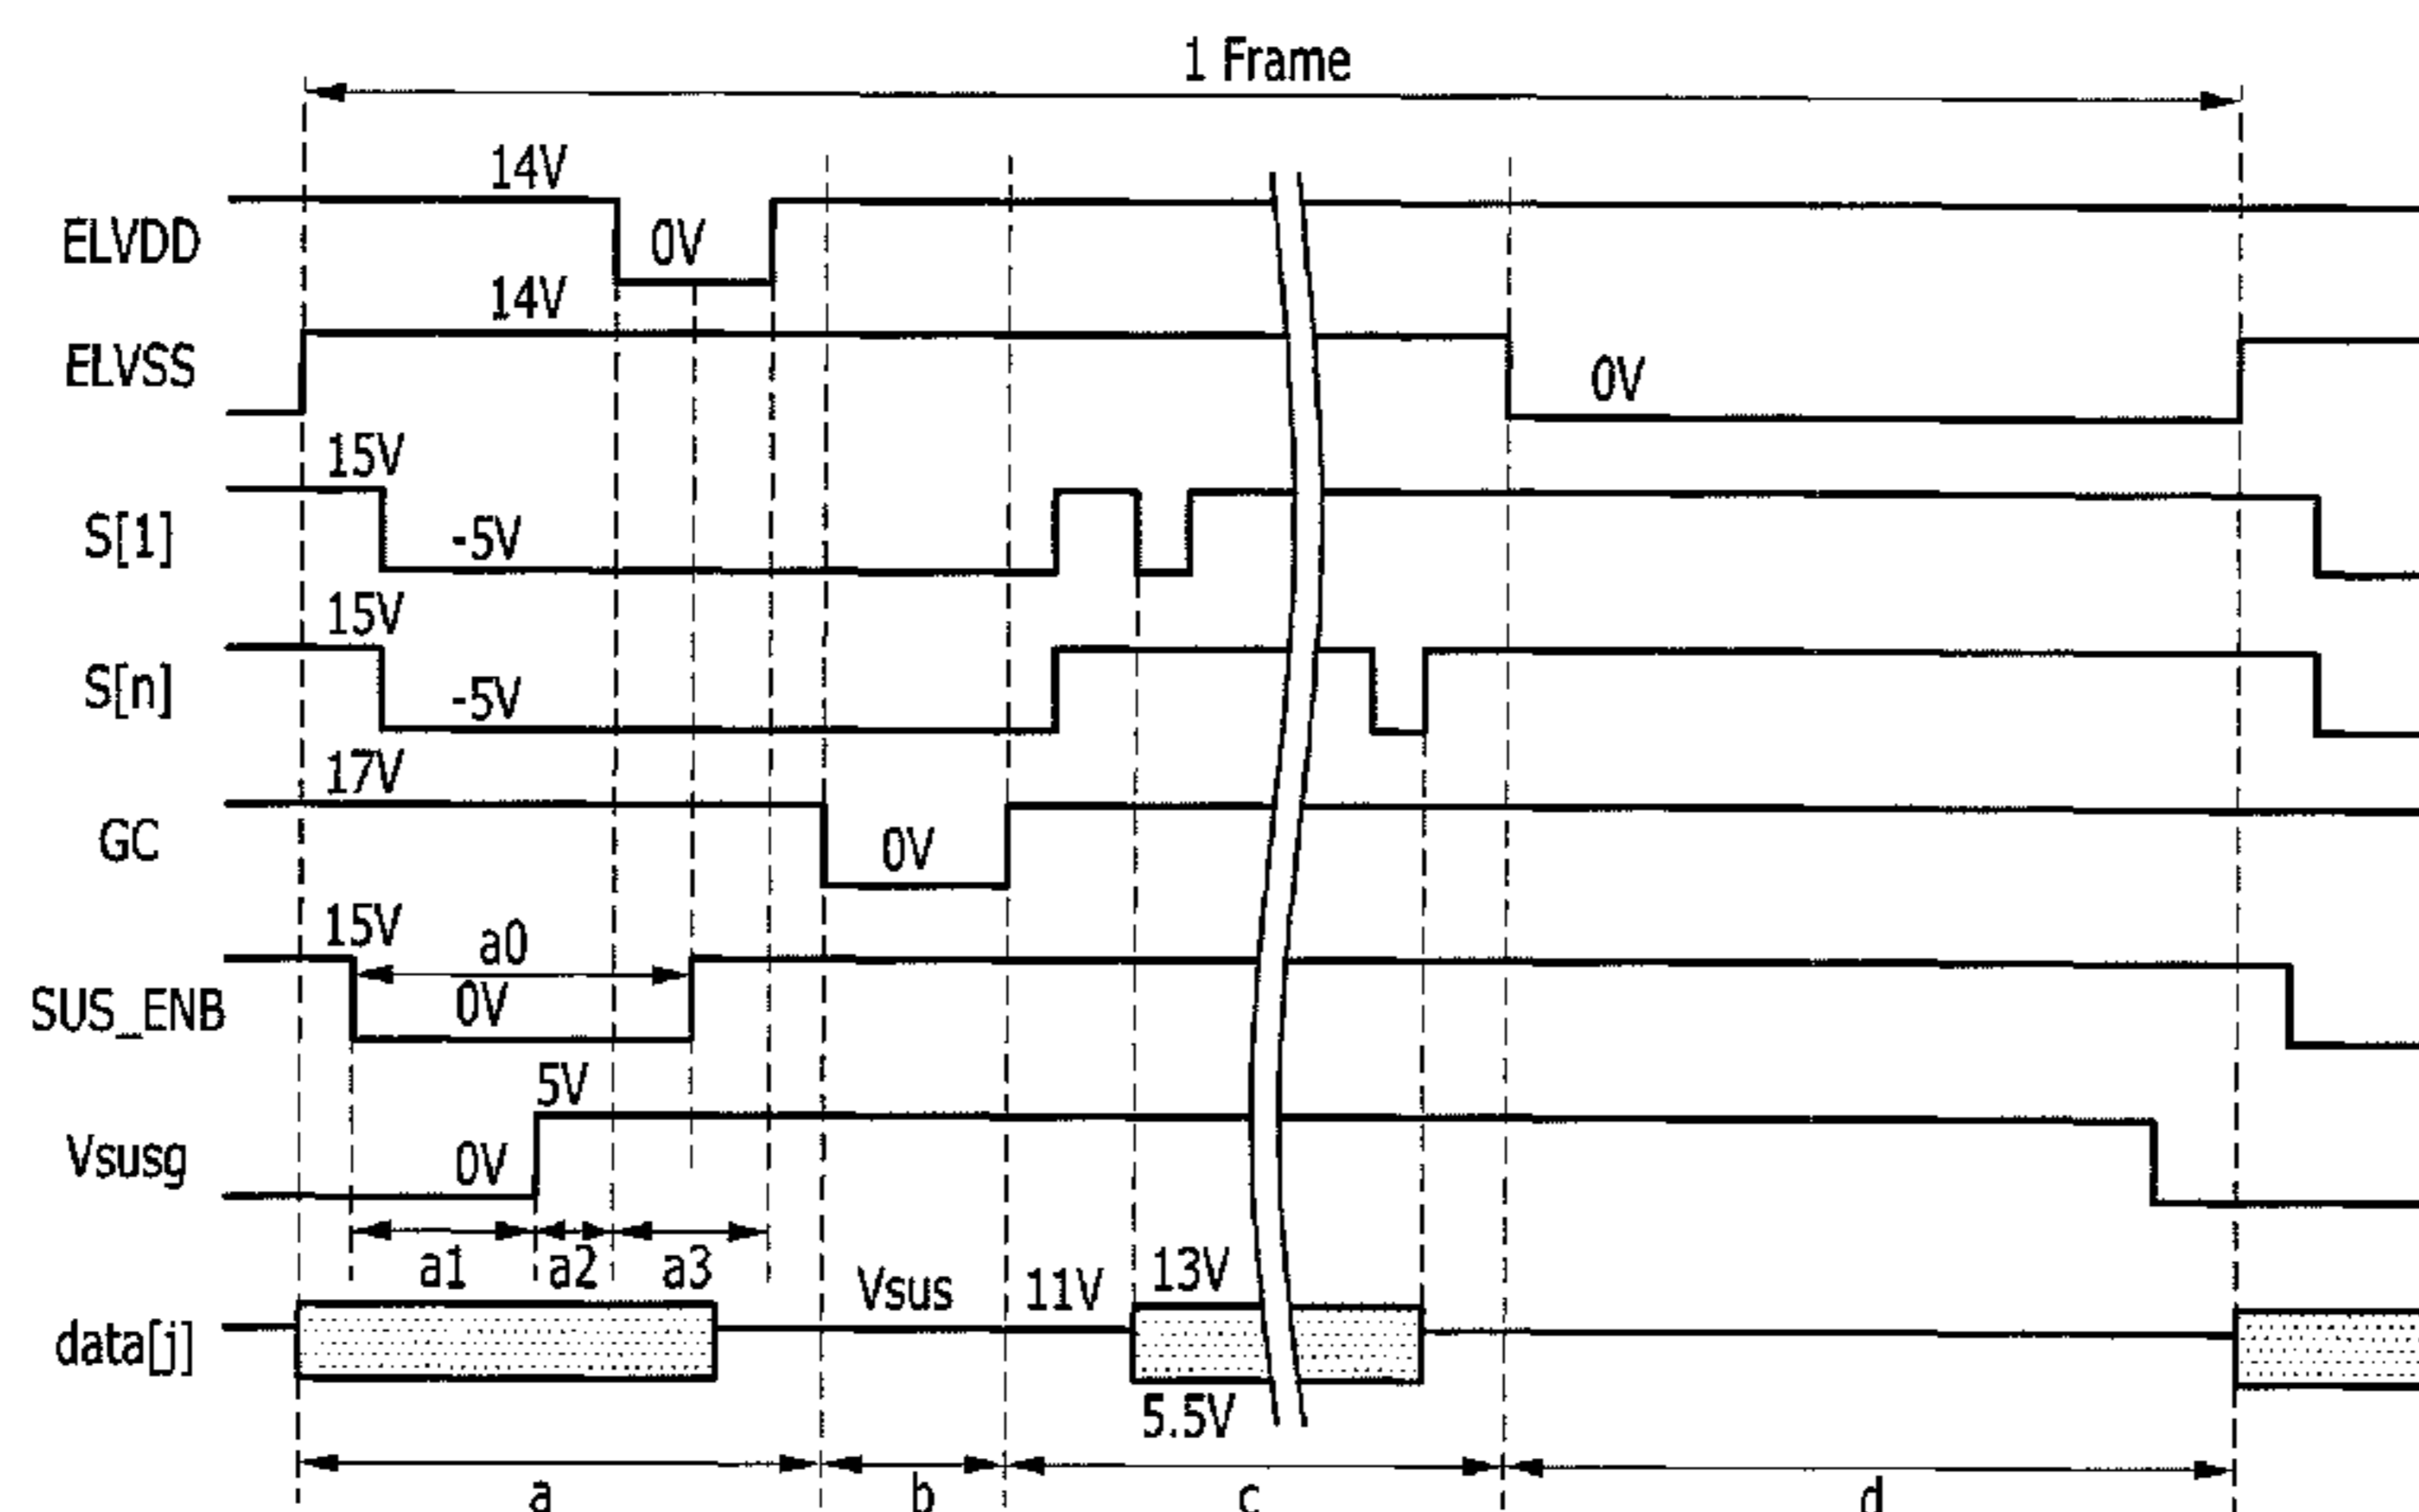 1 Frame
14V
ELVDD 0V
14V
ELVSS 0V
15V
S[1] -5V
15V
S[n] -5V
17V
GC 0V
15V a0
SUS_ENB 0V
5V
Vsusg 0V
a1 a2 a3 Vsus 11V 13V
data[j]
5.5V
a b c d